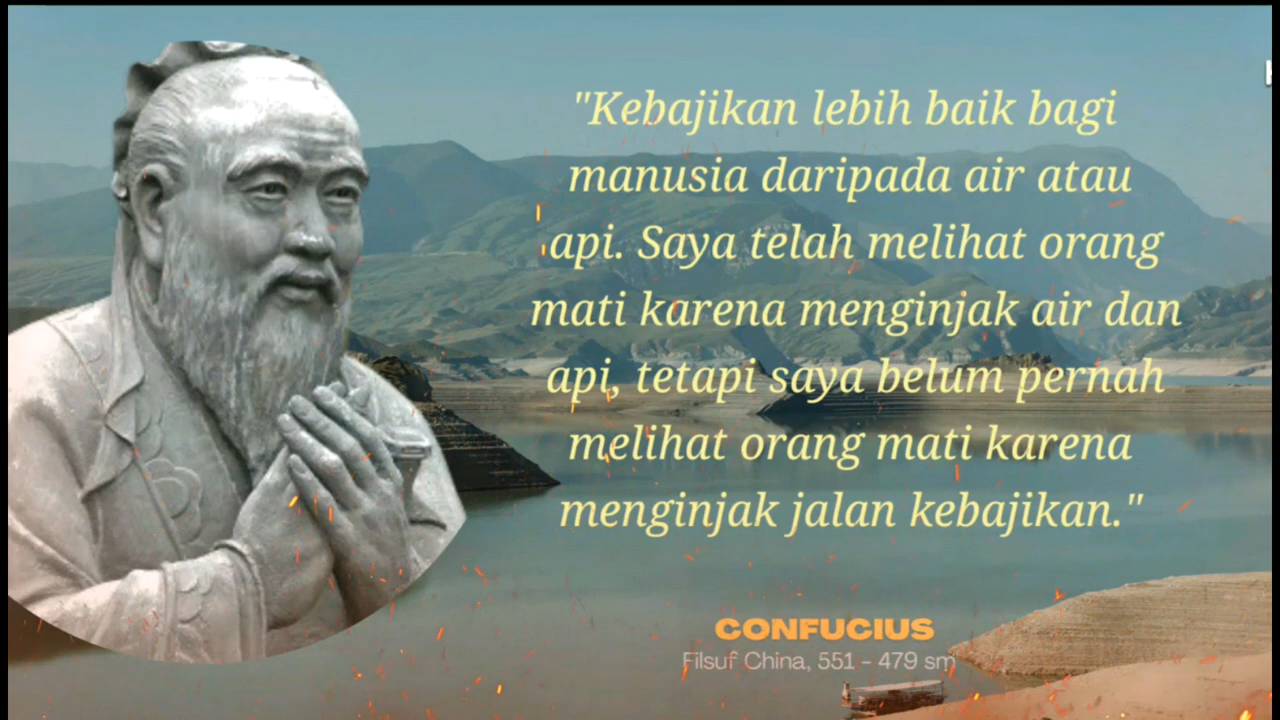 "Kebajikan lebih baik bagi
manusia daripada air atau
api. Saya telah melihat orang
mati karena menginjak air dan
api, tetapi saya belum pernah
melihat orang mati karena
menginjak jalan kebajikan."
CONFUCIUS
Filsuf China, 551 - 479 sm